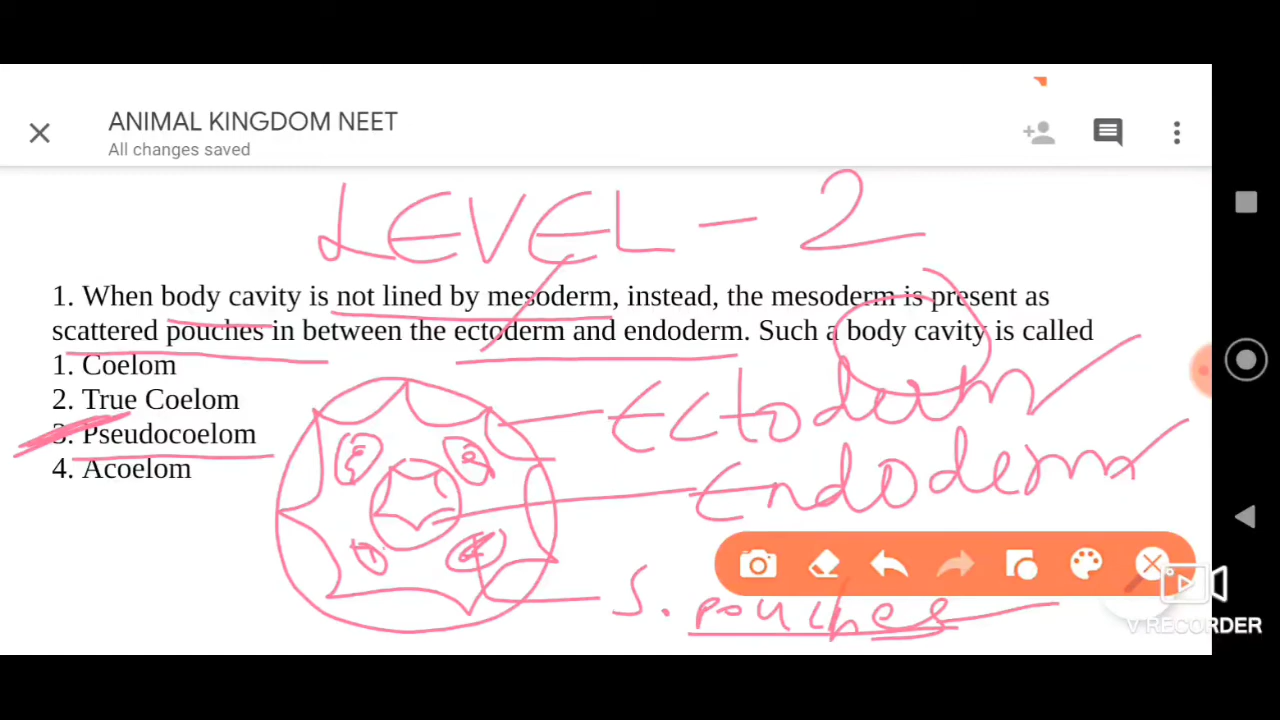 ANIMAL KINGDOM NEET
All changes saved
LEVEL - 2
1. When body cavity is not lined by mesoderm, instead, the mesoderm is present as
scattered pouches in between the ectoderm and endoderm. Such a body cavity is called
1. Coelom
2. True Coelom
3. Pseudocoelom
4. Acoelom
Ectoderm
Endoderm
S. pouches
V RECORDER